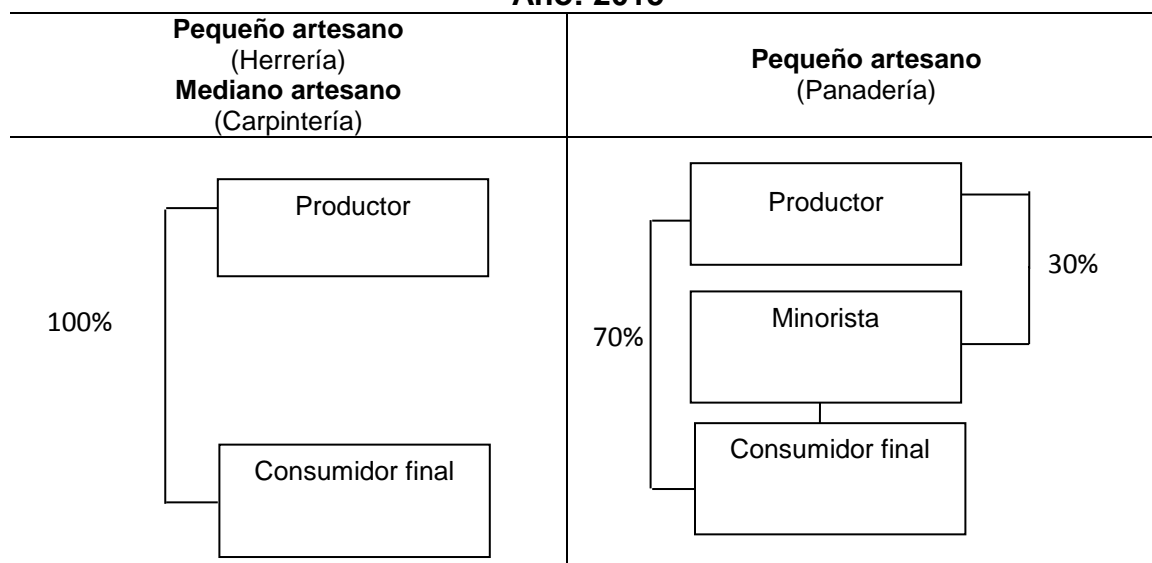 Pequeño artesano
(Herrería)
Mediano artesano
(Carpintería)
Pequeño artesano
(Panadería)
Productor
100%
Consumidor final
Productor
30%
Minorista
70%
Consumidor final